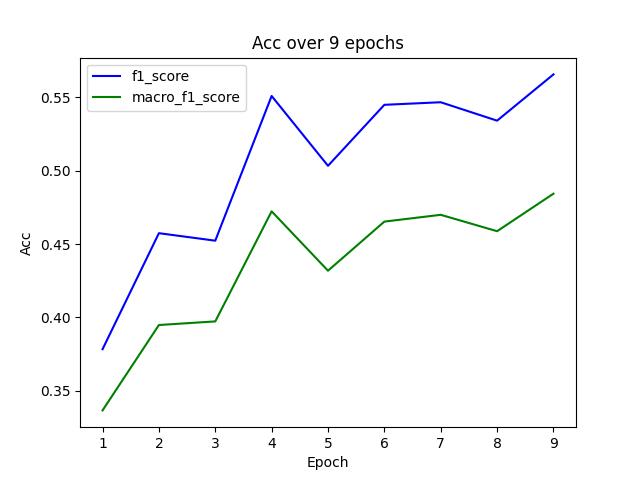 Acc over 9 epochs
f1_score
macro_f1_score
0.55
0.50
0.45
0.40
0.35
Acc
1 2 3 4 5 6 7 8 9
Epoch